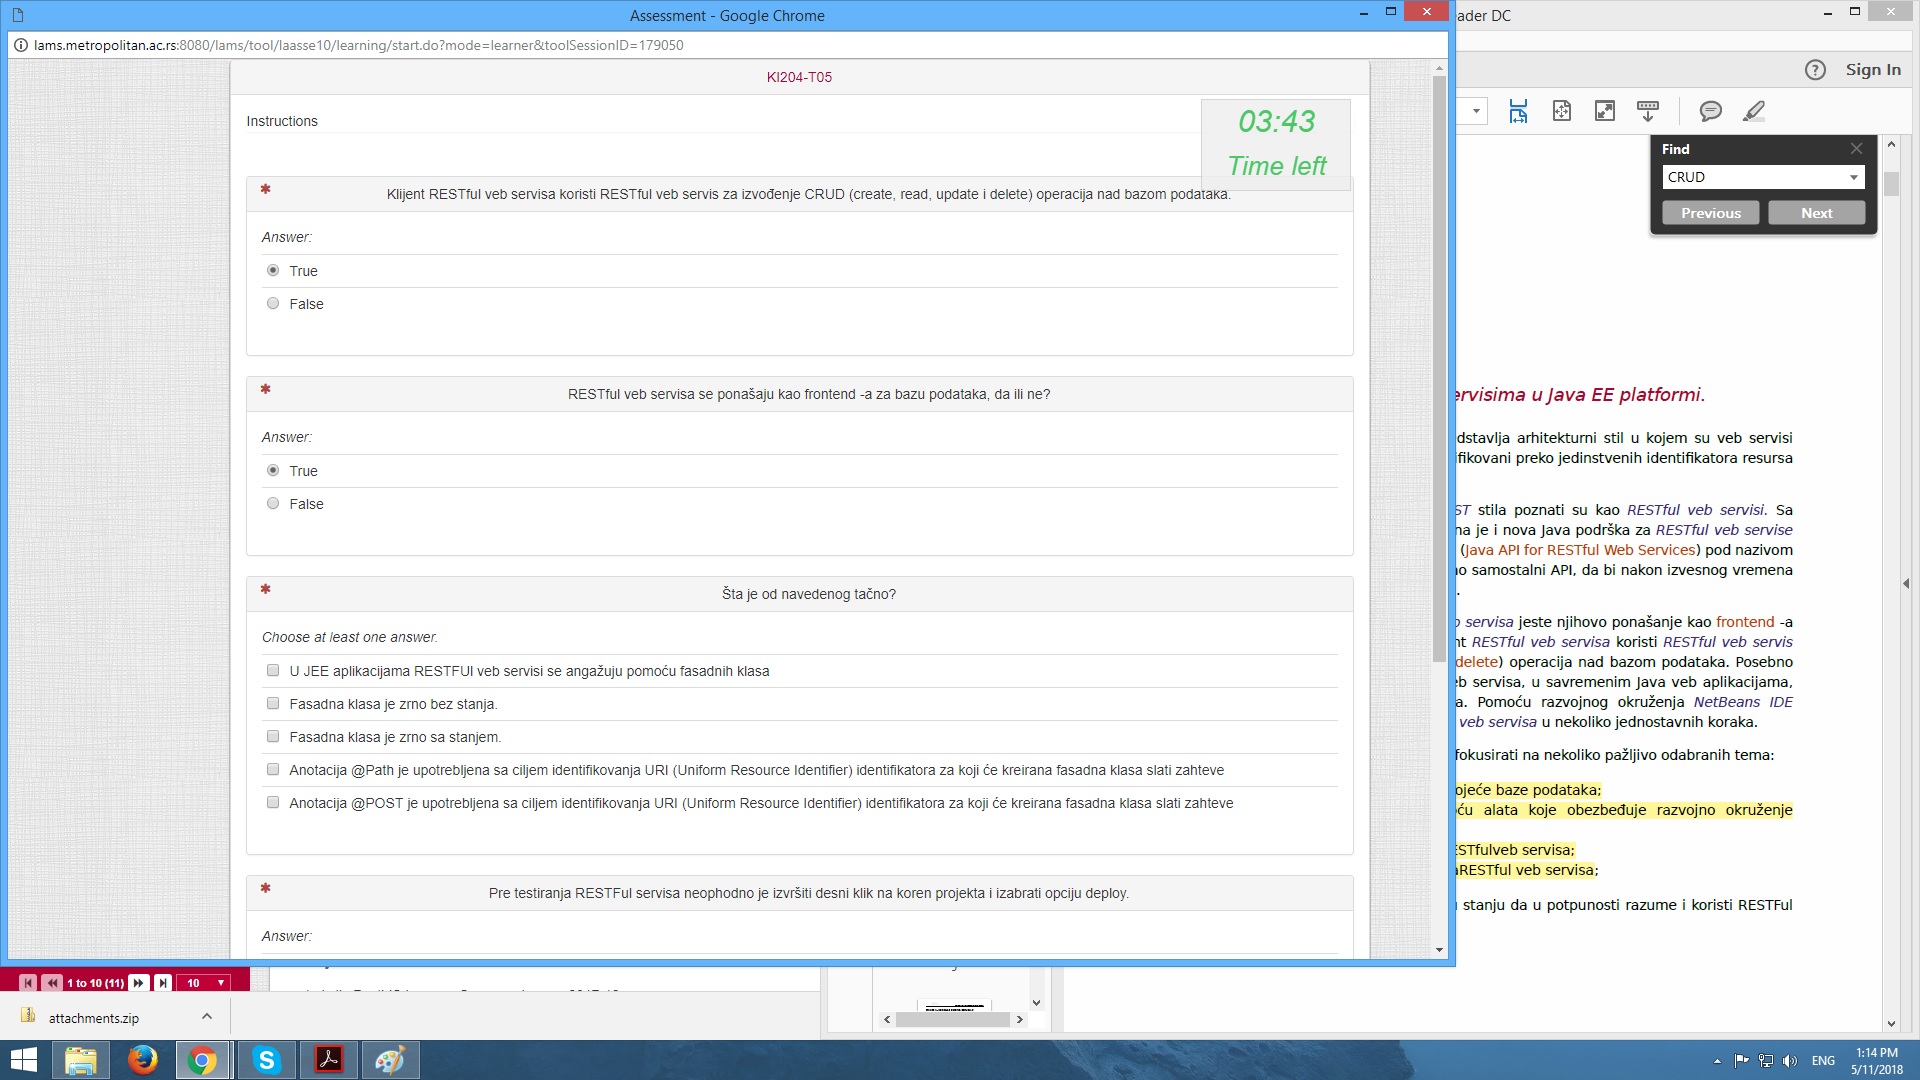 Assessment - Google Chrome
lams.metropolitan.ac.rs:8080/lams/tool/laasse10/learning/start.do?mode=learner&toolSessionID=179050
KI204-T05
Instructions
03:43
Time left
* Klijent RESTful veb servisa koristi RESTful veb servis za izvođenje CRUD (create, read, update i delete) operacija nad bazom podataka.
Answer:
True
False
* RESTful veb servisa se ponašaju kao frontend -a za bazu podataka, da ili ne?
Answer:
True
False
* Šta je od navedenog tačno?
Choose at least one answer.
U JEE aplikacijama RESTFUl veb servisi se angažuju pomoću fasadnih klasa
Fasadna klasa je zrno bez stanja.
Fasadna klasa je zrno sa stanjem.
Anotacija @Path je upotrebljena sa ciljem identifikovanja URI (Uniform Resource Identifier) identifikatora za koji će kreirana fasadna klasa slati zahteve
Anotacija @POST je upotrebljena sa ciljem identifikovanja URI (Uniform Resource Identifier) identifikatora za koji će kreirana fasadna klasa slati zahteve
* Pre testiranja RESTFul servisa neophodno je izvršiti desni klik na koren projekta i izabrati opciju deploy.
Answer:
ader DC
Sign In
Find
CRUD
Previous Next
ervisima u Java EE platformi.
dstavlja arhitekturni stil u kojem su veb servisi
ifikovani preko jedinstvenih identifikatora resursa
ST stila poznati su kao RESTful veb servisi. Sa
na je i nova Java podrška za RESTful veb servise
(Java API for RESTful Web Services) pod nazivom
ao samostalni API, da bi nakon izvesnog vremena
.
b servisa jeste njihovo ponašanje kao frontend -a
nt RESTful veb servisa koristi RESTful veb servis
delete) operacija nad bazom podataka. Posebno
eb servisa, u savremenim Java veb aplikacijama,
a. Pomoću razvojnog okruženja NetBeans IDE
veb servisa u nekoliko jednostavnih koraka.
fokusirati na nekoliko pažljivo odabranih tema:
ojeće baze podataka;
ću alata koje obezbeđuje razvojno okruženje
ESTfulveb servisa;
aRESTful veb servisa;
stanju da u potpunosti razume i koristi RESTFul
1 to 10 (11) 10
attachments.zip
ENG
1:14 PM
5/11/2018